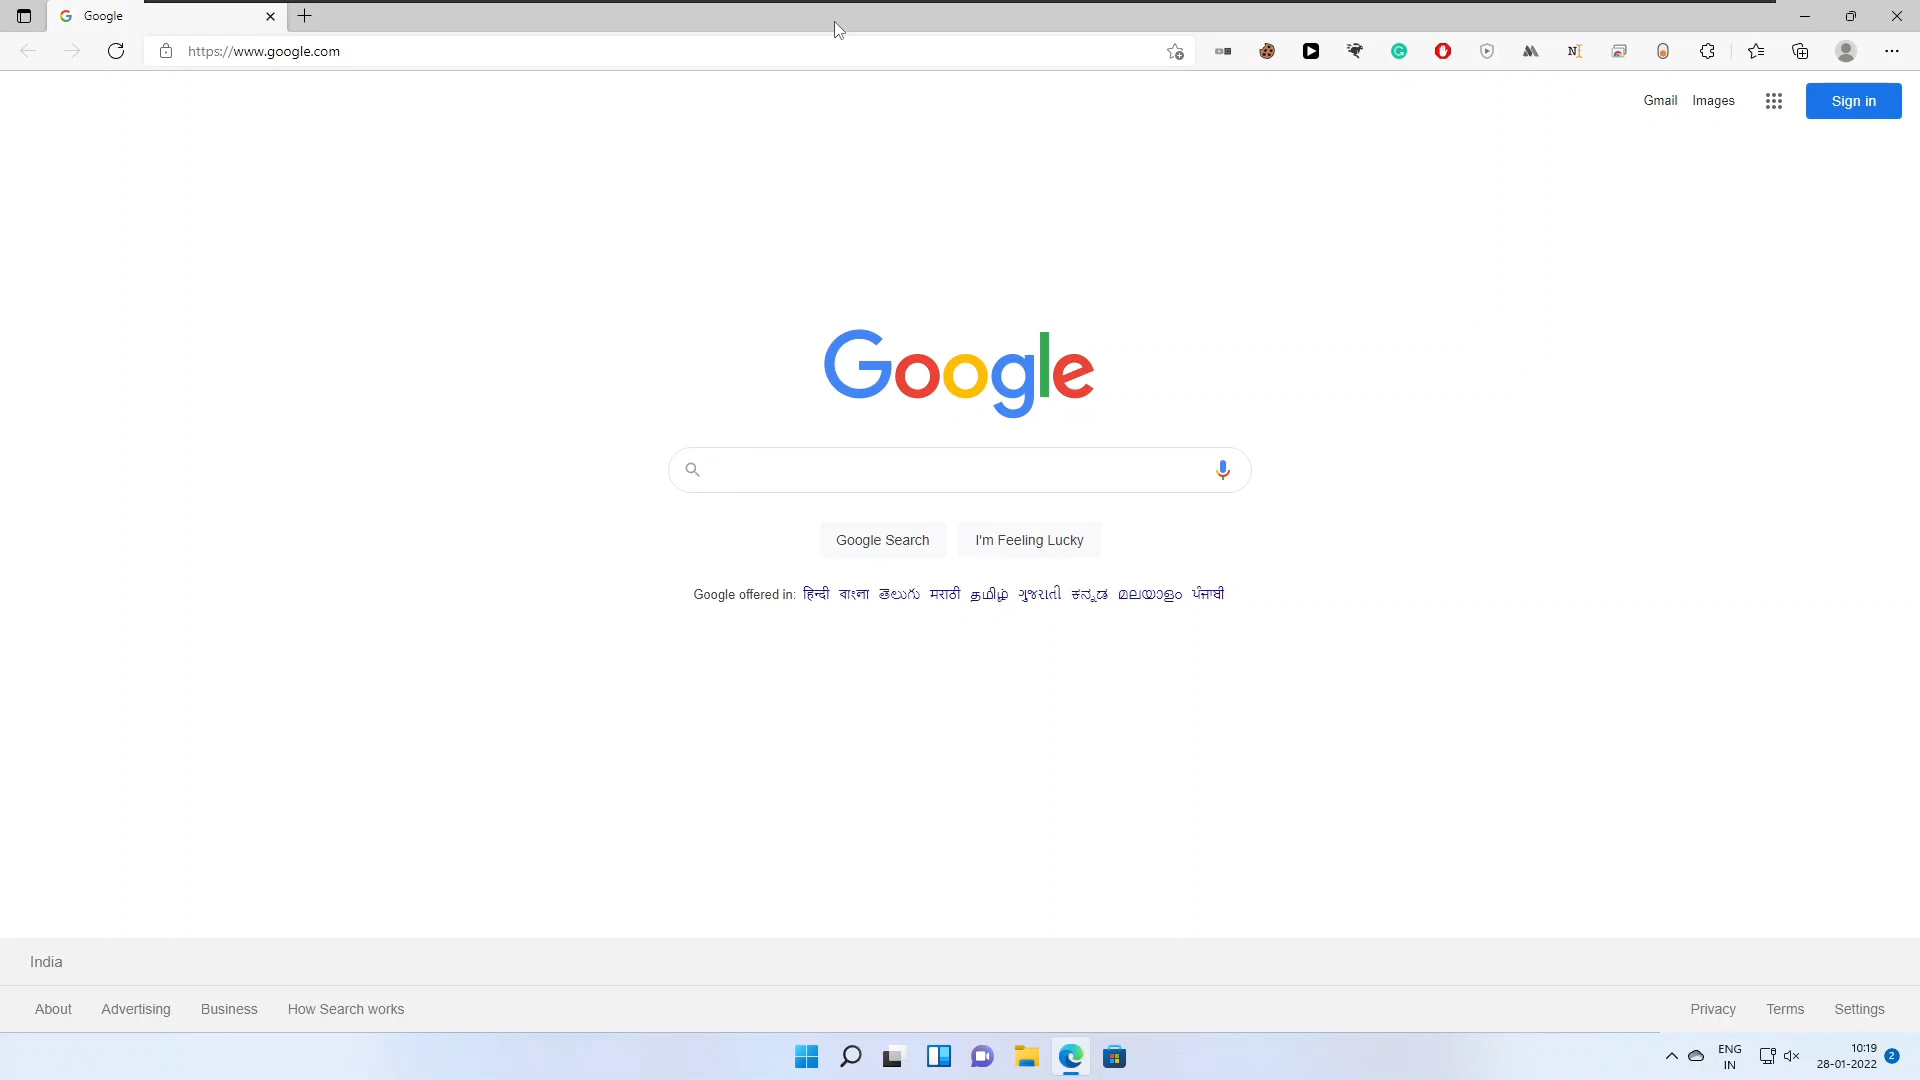 Google
https://www.google.com
Gmail Images Sign in
Google
Google Search I'm Feeling Lucky
Google offered in: हिन्दी বাংলা తెలుగు मराठी தமிழ் ગુજરાતી ಕನ್ನಡ മലയാളം ਪੰਜਾਬੀ
India
About Advertising Business How Search works Privacy Terms Settings
ENG
IN
10:19
28-01-2022
2